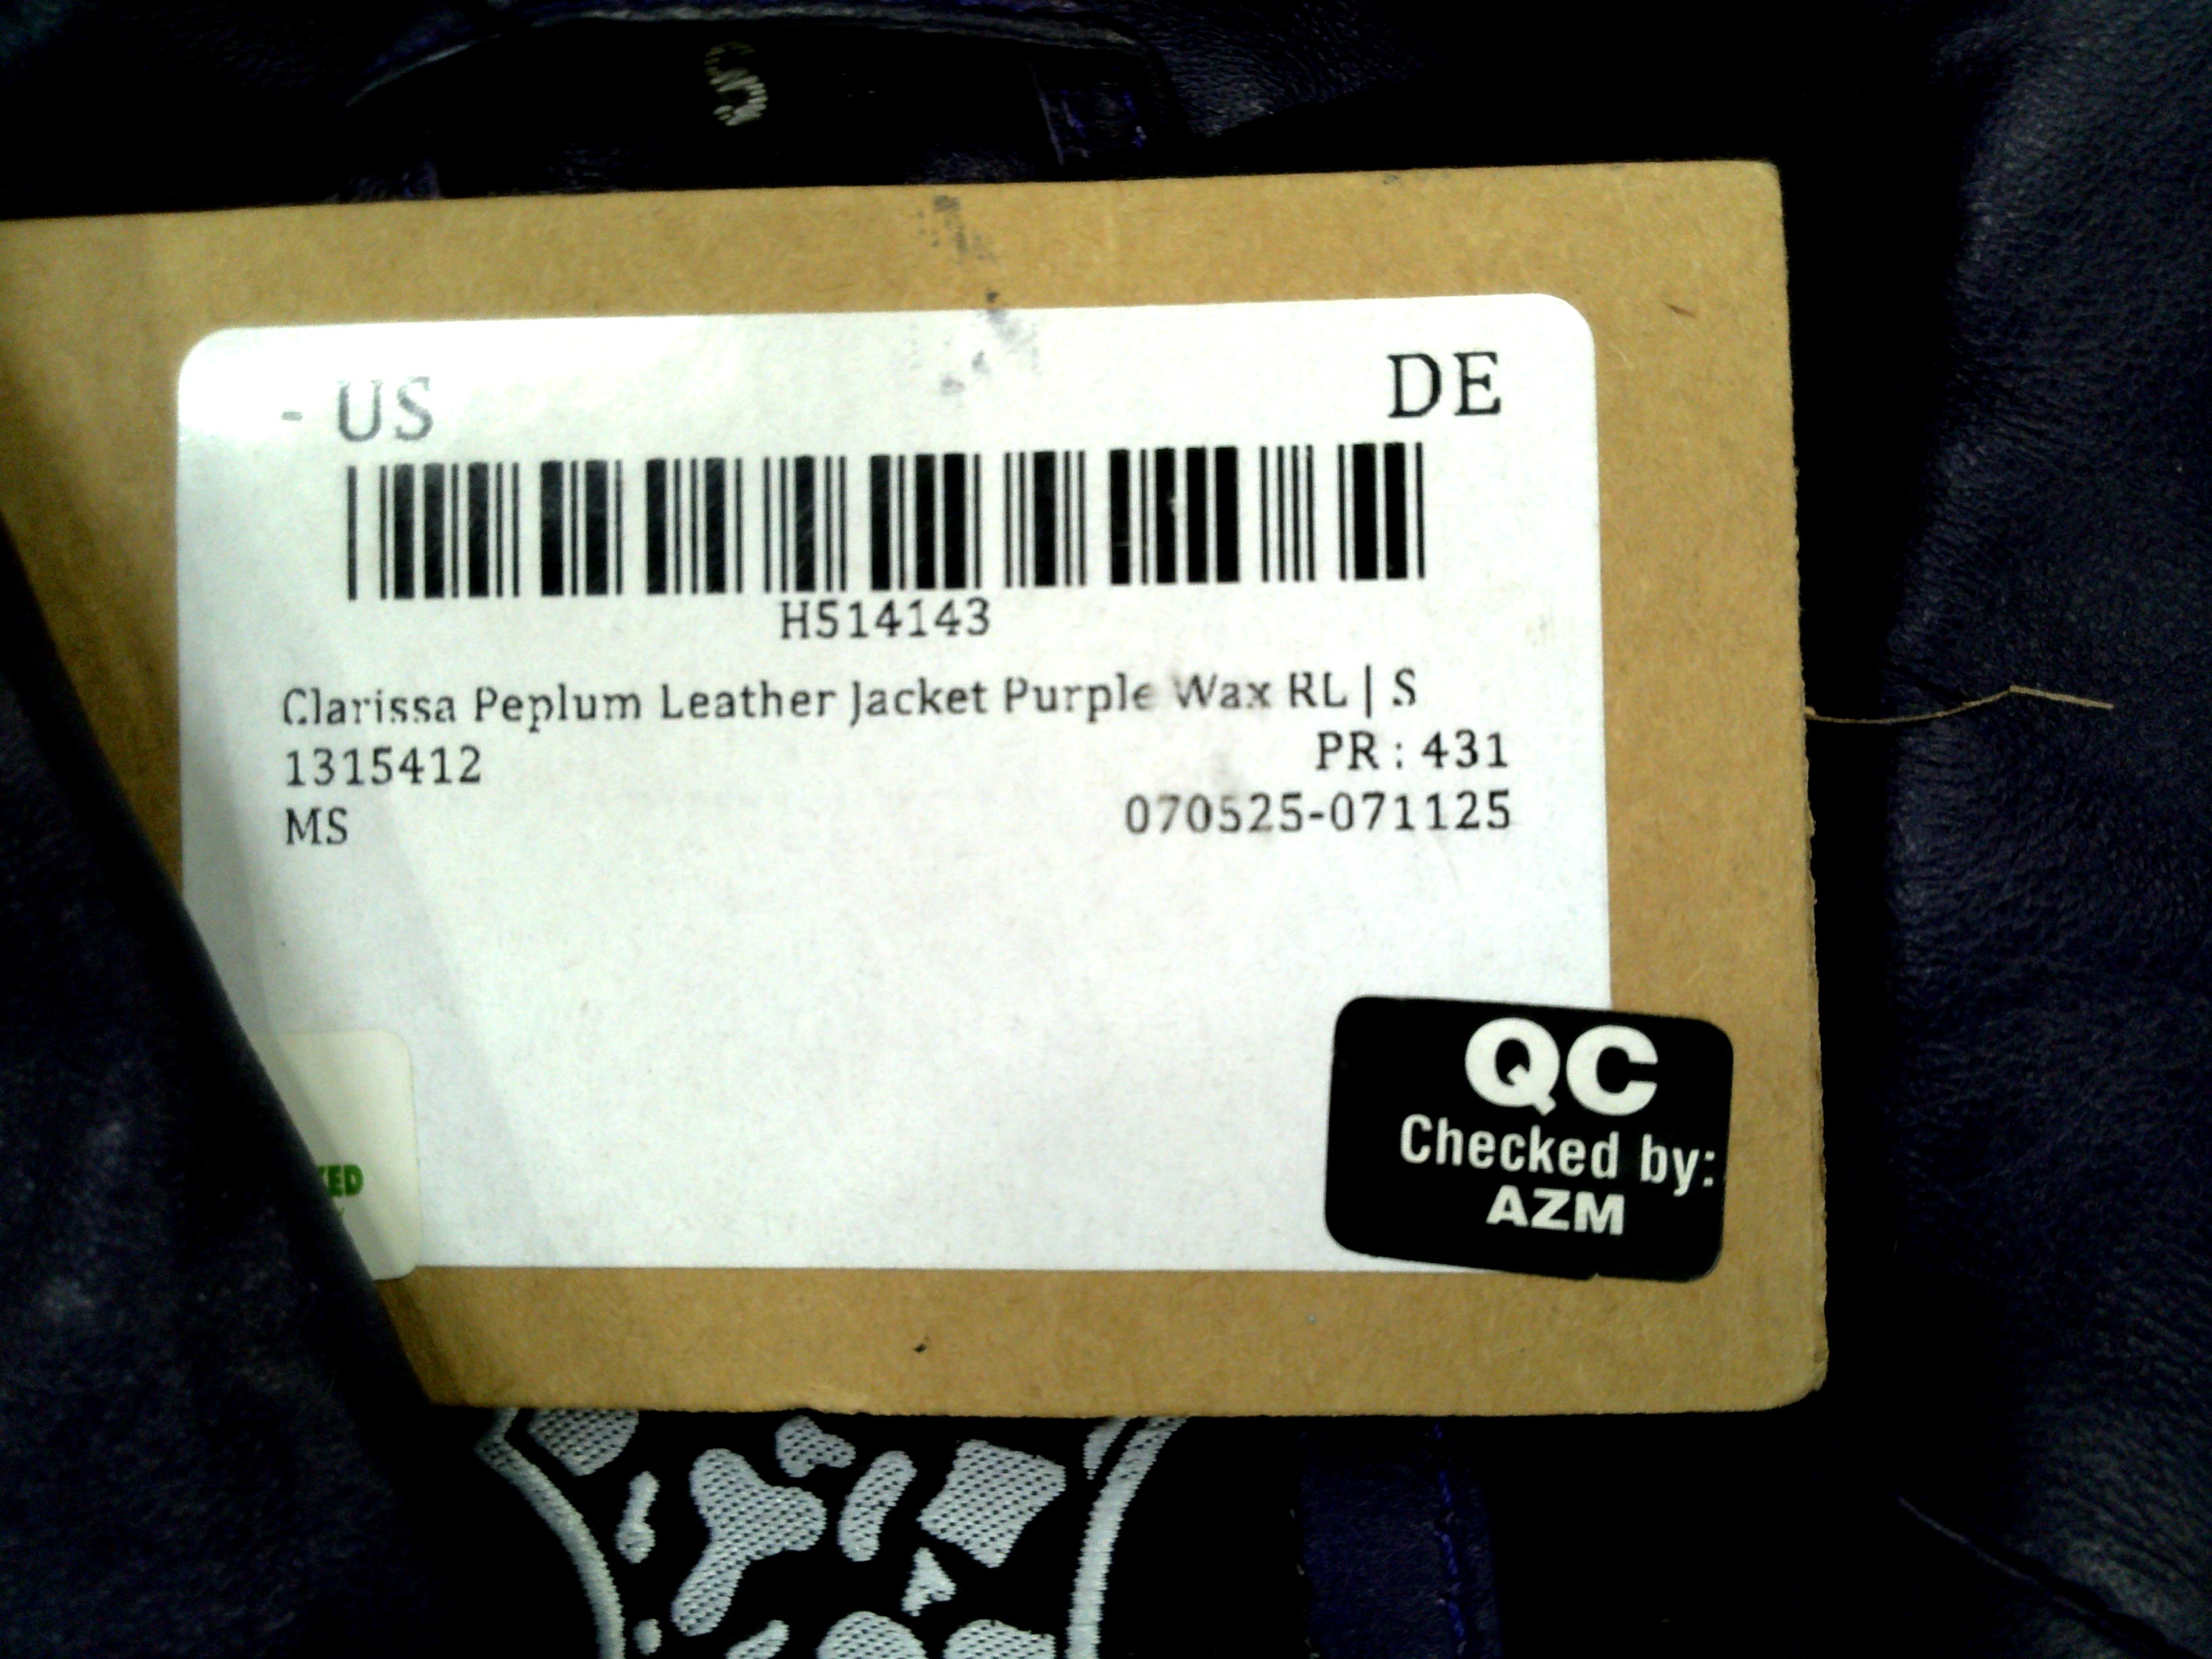 S
- US DE
H514143
Clarissa Peplum Leather Jacket Purple Wax RL | S
1315412 PR : 431
MS 070525-071125
QC
Checked by:
AZM
KED